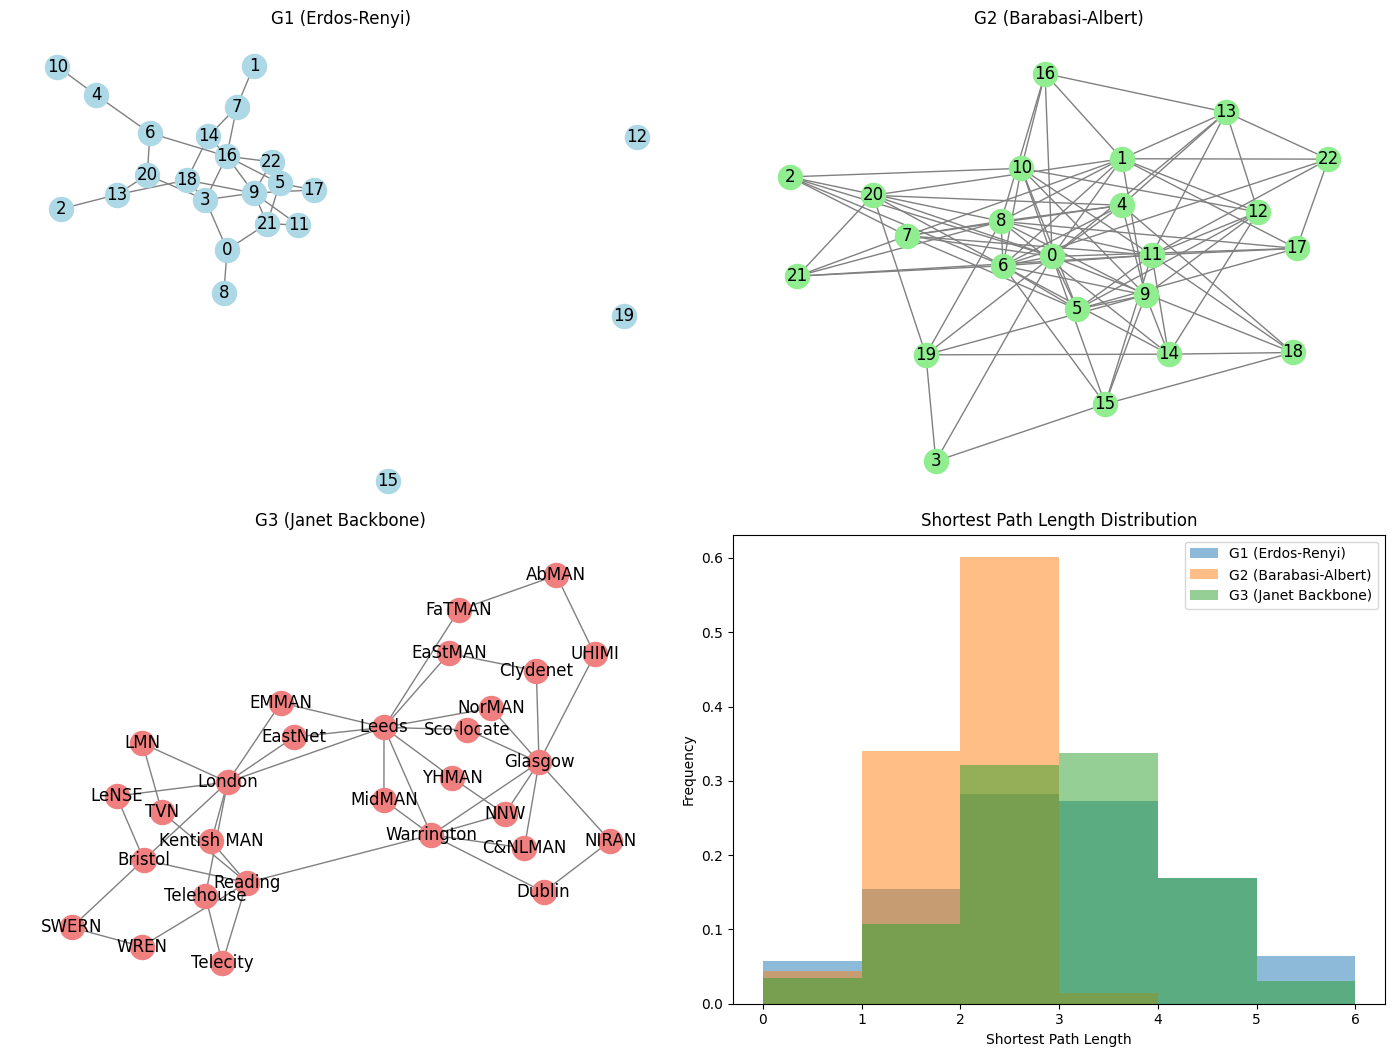 G1 (Erdos-Renyi)
10
1
4
7
6
14
12
16
22
20
18
5
17
13
3
9
2
21
11
0
8
19
15
G2 (Barabasi-Albert)
16
13
1
22
10
2
20
4
12
8
7
17
0
11
6
21
9
5
14
18
19
15
3
G3 (Janet Backbone)
AbMAN
FaTMAN
EaStMAN
UHIMI
Clydenet
EMMAN
NorMAN
Leeds
Sco-locate
EastNet
LMN
Glasgow
London
YHMAN
LeNSE
MidMAN
TVN
NNW
Warrington
Kentish MAN
NIRAN
C&NLMAN
Bristol
Reading
Dublin
Telehouse
SWERN
WREN
Telecity
Shortest Path Length Distribution
G1 (Erdos-Renyi)
G2 (Barabasi-Albert)
G3 (Janet Backbone)
Frequency
0.6
0.5
0.4
0.3
0.2
0.1
0.0
0 1 2 3 4 5 6
Shortest Path Length